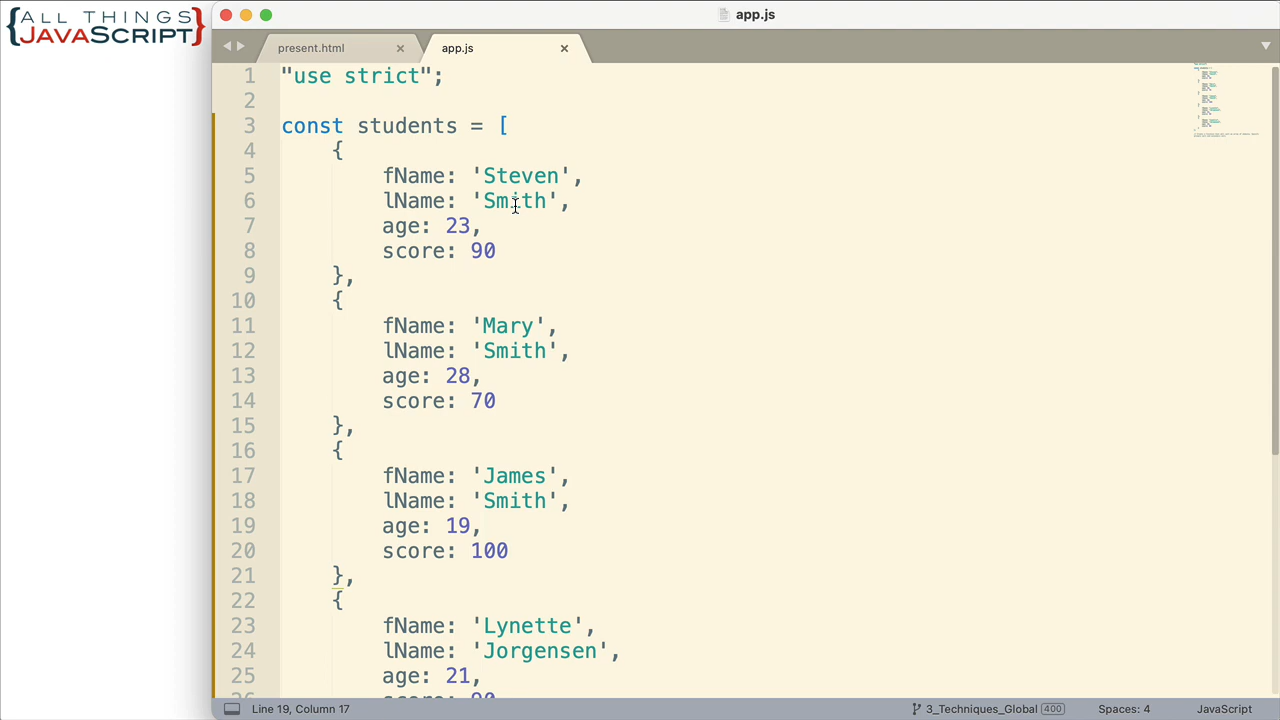 {ALL THINGS
JAVASCRIPT}
app.js
present.html
app.js
1 "use strict";
2
3 const students = [
4 {
5 fName: 'Steven',
6 lName: 'Smith',
7 age: 23,
8 score: 90
9 },
10 {
11 fName: 'Mary',
12 lName: 'Smith',
13 age: 28,
14 score: 70
15 },
16 {
17 fName: 'James',
18 lName: 'Smith',
19 age: 19,
20 score: 100
21 },
22 {
23 fName: 'Lynette',
24 lName: 'Jorgensen',
25 age: 21,
26 score: 90
Line 19, Column 17
3_Techniques_Global 400
Spaces: 4
JavaScript